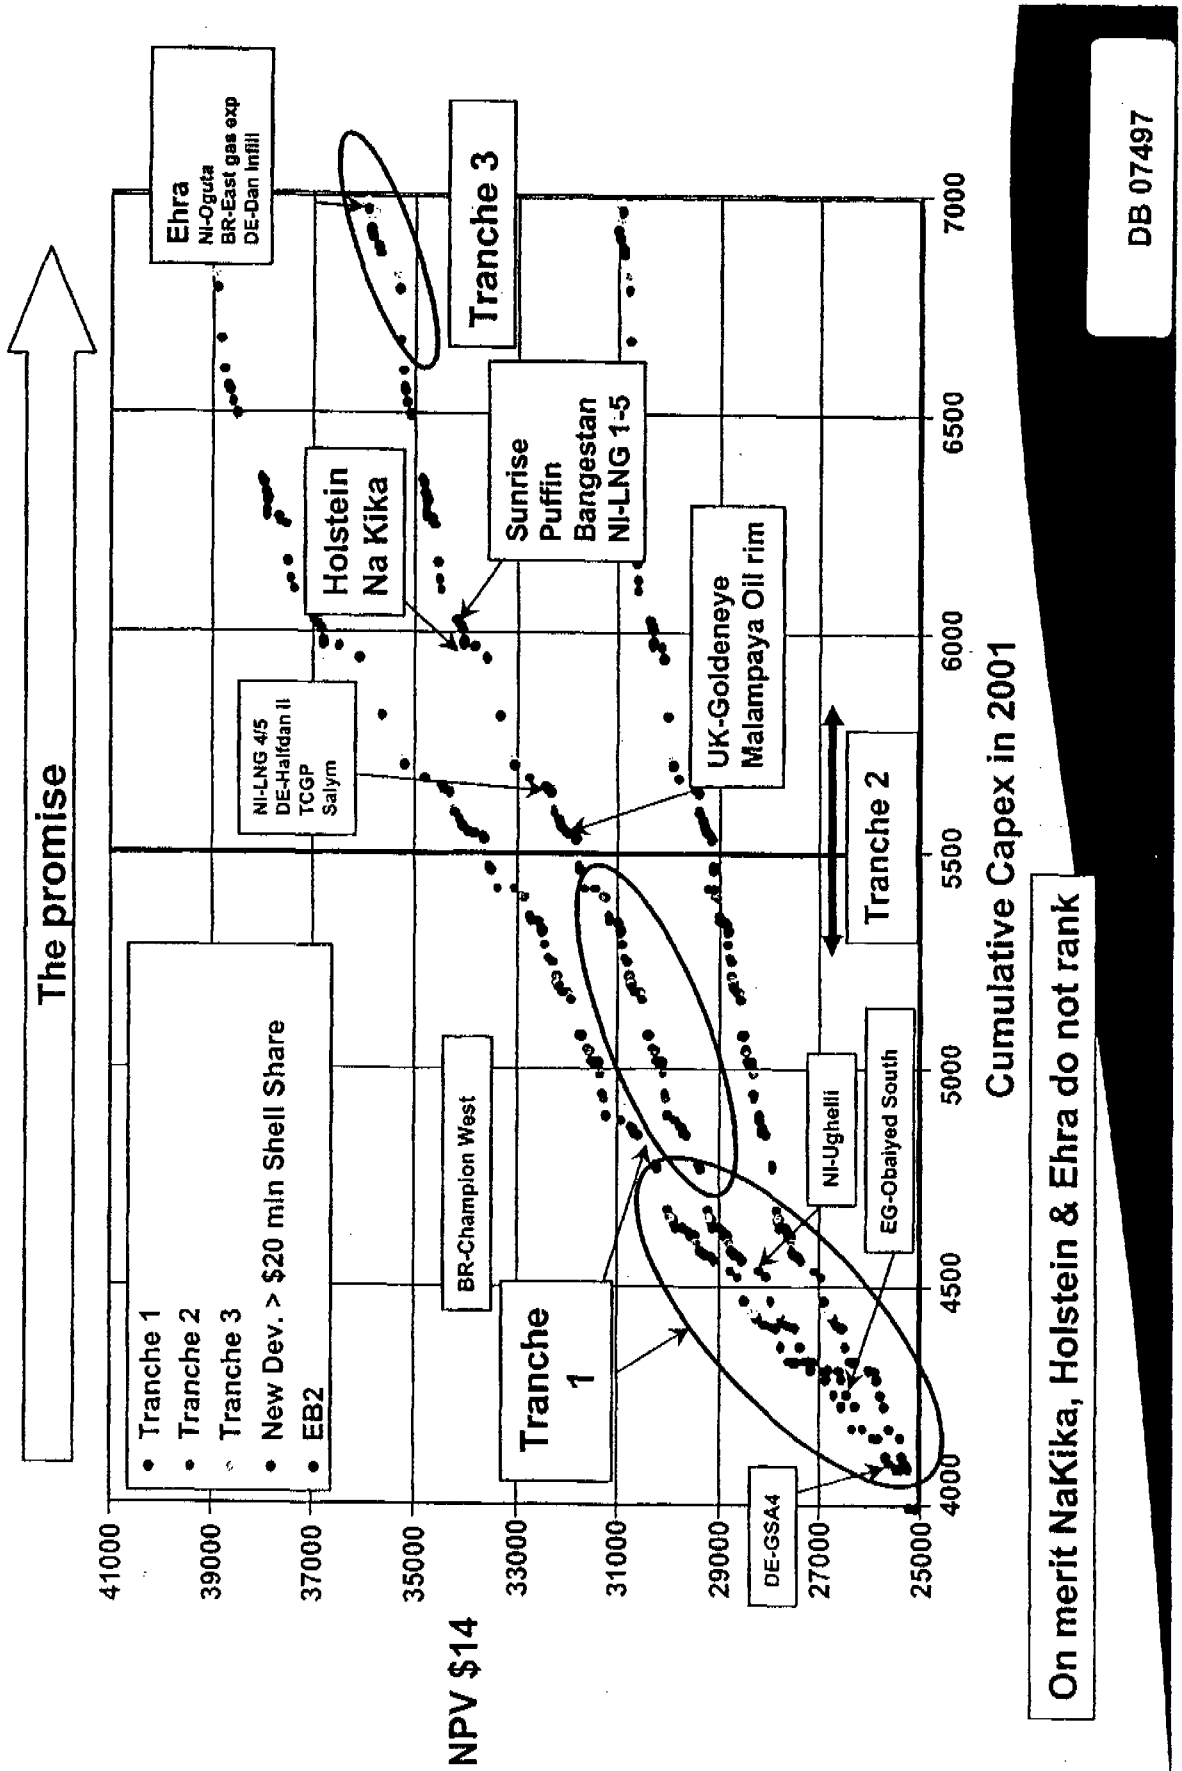 The promise
NPV $14
41000
39000
37000
35000
33000
31000
29000
27000
25000
Tranche 1
Tranche 2
Tranche 3
New Dev. > $20 mln Shell Share
EB2
Ehra
NI-Oguta
BR-East gas exp
DE-Dan Infill
Tranche 3
Holstein
Na Kika
Sunrise
Puffin
Bangestan
NI-LNG 1-5
NI-LNG 4/5
DE-Halfdan II
TCGP
Salym
UK-Goldeneye
Malampaya Oil rim
BR-Champion West
Tranche
1
NI-Ughelli
EG-Obaiyed South
DE-GSA4
Tranche 2
4000
4500
5000
5500
6000
6500
7000
Cumulative Capex in 2001
On merit NaKika, Holstein & Ehra do not rank
DB 07497